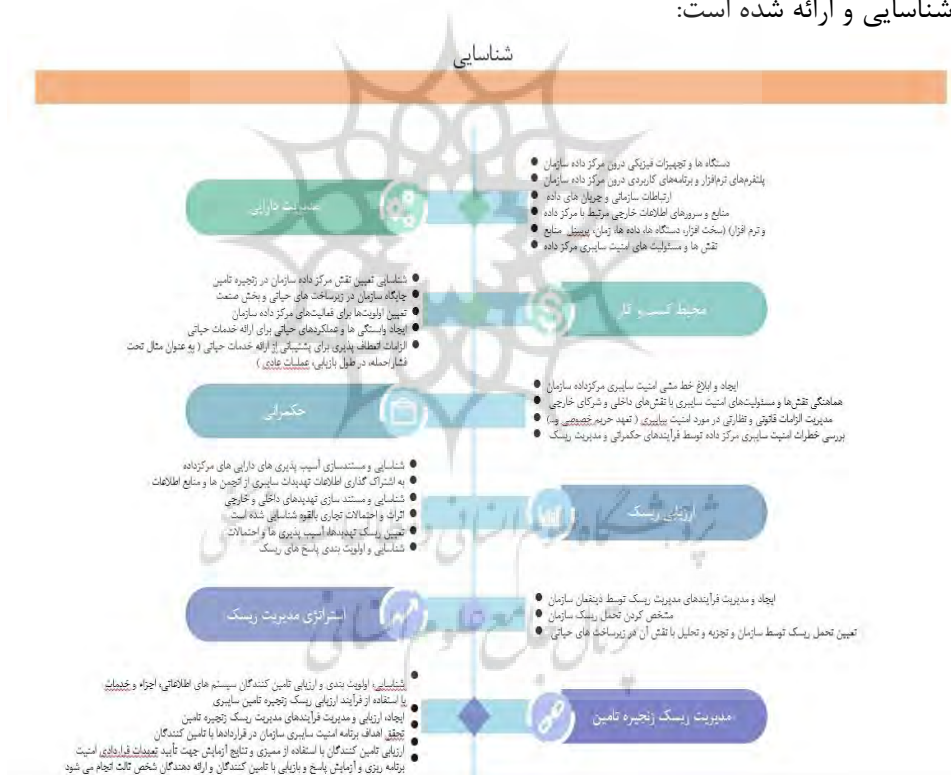 شناسایی و ارائه شده است:
شناسایی
دستگاه ها و تجهیزات فیزیکی درون مرکز داده سازمان
پلتفرم‌های نرم‌افزار و برنامه‌های کاربردی درون مرکز داده سازمان
ارتباطات سازمانی و جریان های داده
منابع و سرورهای اطلاعات خارجی مرتبط با مرکز داده
و نرم افزار) (سخت افزار، دستگاه ها، داده ها، زمان، پرسنل منابع
نقش ها و مسئولیت های امنیت سایبری مرکز داده
مدیریت دارایی
شناسایی تعیین نقش مرکز داده سازمان در زنجیره تامین
جایگاه سازمان در زیرساخت های حیاتی و بخش صنعت
تعیین اولویت‌ها برای فعالیت‌های مرکز داده سازمان
ایجاد وابستگی ها و عملکردهای حیاتی برای ارائه خدمات حیاتی
الزامات انعطاف پذیری برای پشتیبانی از ارائه خدمات حیاتی ( به عنوان مثال تحت
فشار/حمله، در طول بازیابی، عملیات عادی )
محیط کسب و کار
ایجاد و ابلاغ خط مشی امنیت سایبری مرکزداده سازمان
هماهنگی نقش‌ها و مسئولیت‌های امنیت سایبری با نقش‌های داخلی و شرکای خارجی
مدیریت الزامات قانونی و نظارتی در مورد امنیت سایبری ( تعهد حریم خصوصی و..)
بررسی خطرات امنیت سایبری مرکز داده توسط فرآیندهای حکمرانی و مدیریت ریسک
حکمرانی
شناسایی و مستندسازی آسیب پذیری های دارایی های مرکزداده
به اشتراک گذاری اطلاعات تهدیدات سایبری از انجمن ها و منابع اطلاعات
شناسایی و مستند سازی تهدیدهای داخلی و خارجی
اثرات و احتمالات تجاری بالقوه شناسایی شده است
تعیین ریسک تهدیدها، آسیب پذیری ها و احتمالات
شناسایی و اولویت بندی پاسخ های ریسک
ارزیابی ریسک
ایجاد و مدیریت فرآیندهای مدیریت ریسک توسط ذینفعان سازمان
مشخص کردن تحمل ریسک سازمان
تعیین تحمل ریسک توسط سازمان و تجزیه و تحلیل با نقش آن در زیرساخت های حیاتی
استراتژی مدیریت ریسک
شناسایی، اولویت بندی و ارزیابی تامین کنندگان سیستم های اطلاعاتی، اجزاء و خدمات
با استفاده از فرآیند ارزیابی ریسک زنجیره تامین سایبری
ایجاد، ارزیابی و مدیریت فرآیندهای مدیریت ریسک زنجیره تامین
تحقق اهداف برنامه امنیت سایبری سازمان در قراردادها با تامین کنندگان
ارزیابی تامین کنندگان با استفاده از ممیزی و نتایج آزمایش جهت تأیید تعهدات قراردادی امنیت
برنامه ریزی و آزمایش پاسخ و بازیابی با تامین کنندگان و ارائه دهندگان شخص ثالث انجام می شود
مدیریت ریسک زنجیره تامین
پژوهشگاه علوم انسانی و مطالعات فرهنگی
پرتال جامع علوم انسانی